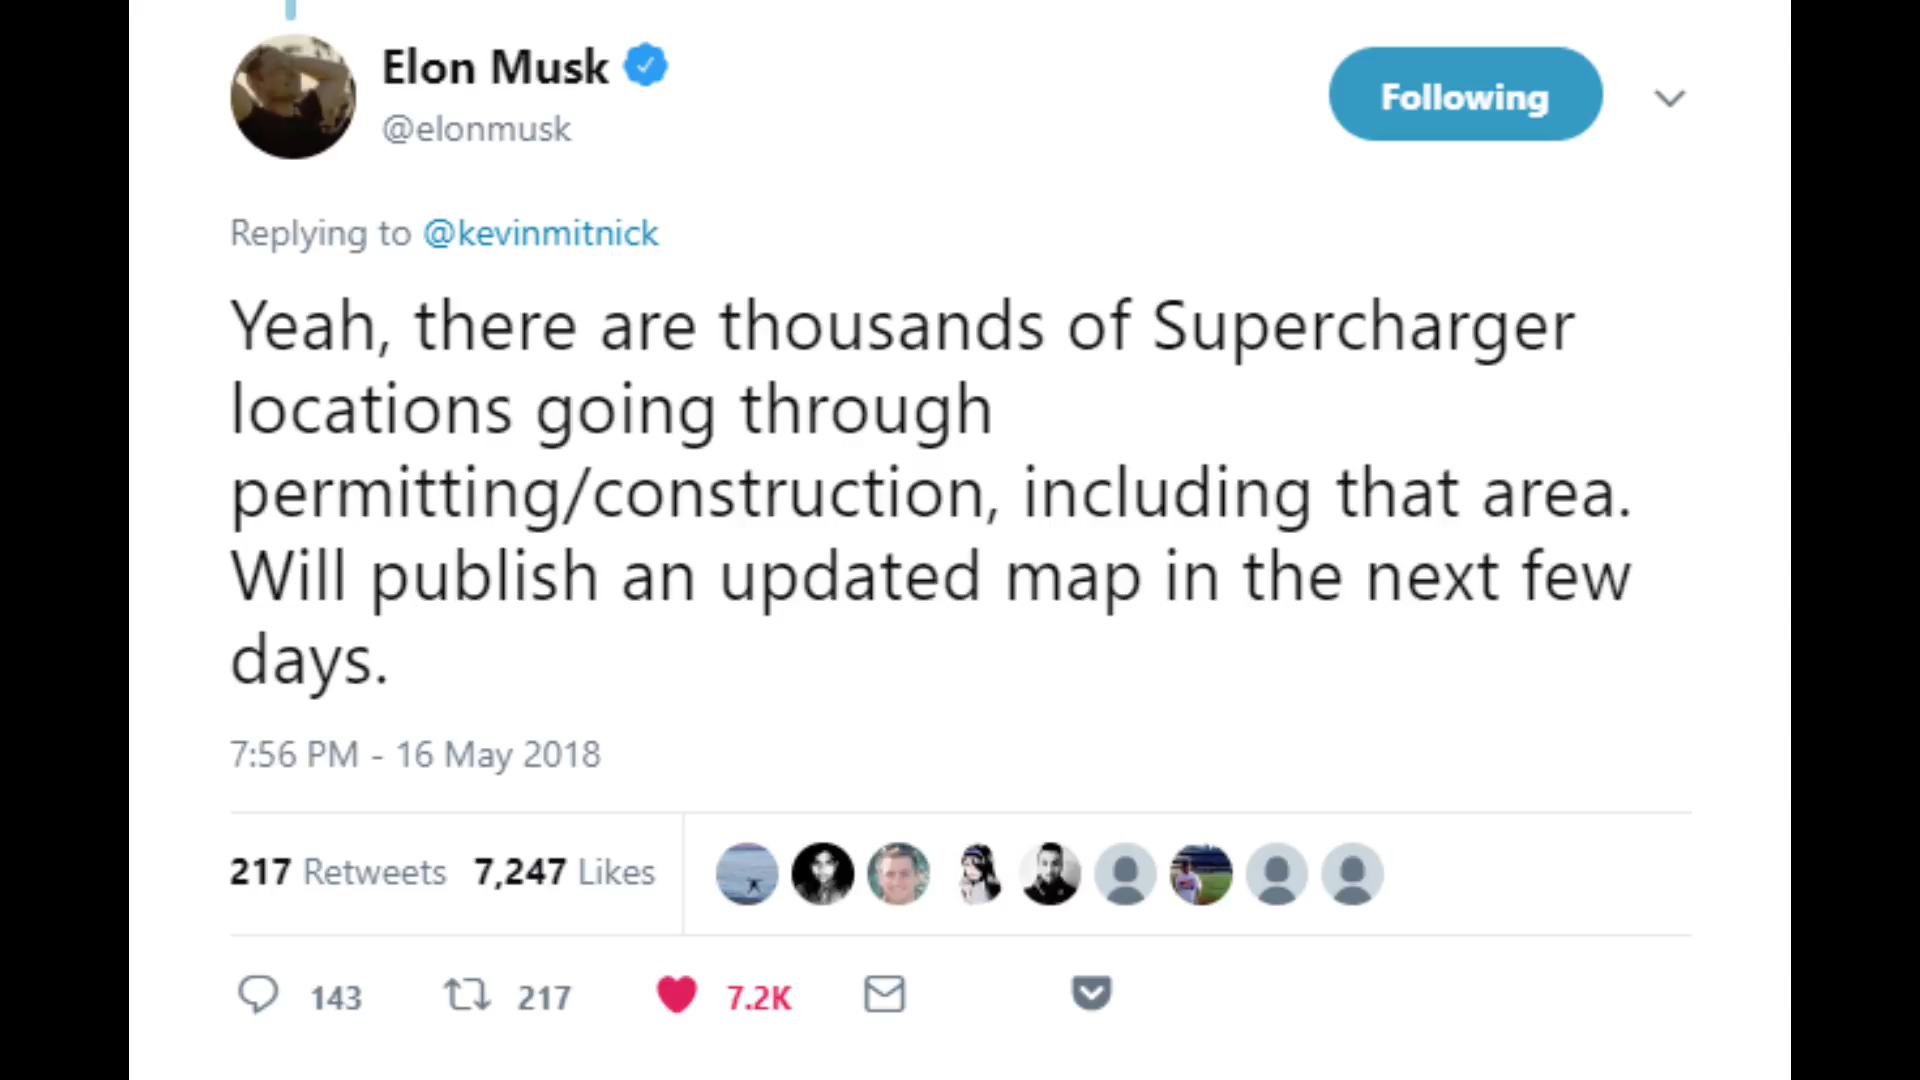 Elon Musk
@elonmusk
Following
Replying to @kevinmitnick
Yeah, there are thousands of Supercharger
locations going through
permitting/construction, including that area.
Will publish an updated map in the next few
days.
7:56 PM - 16 May 2018
217 Retweets 7,247 Likes
143 217 7.2K